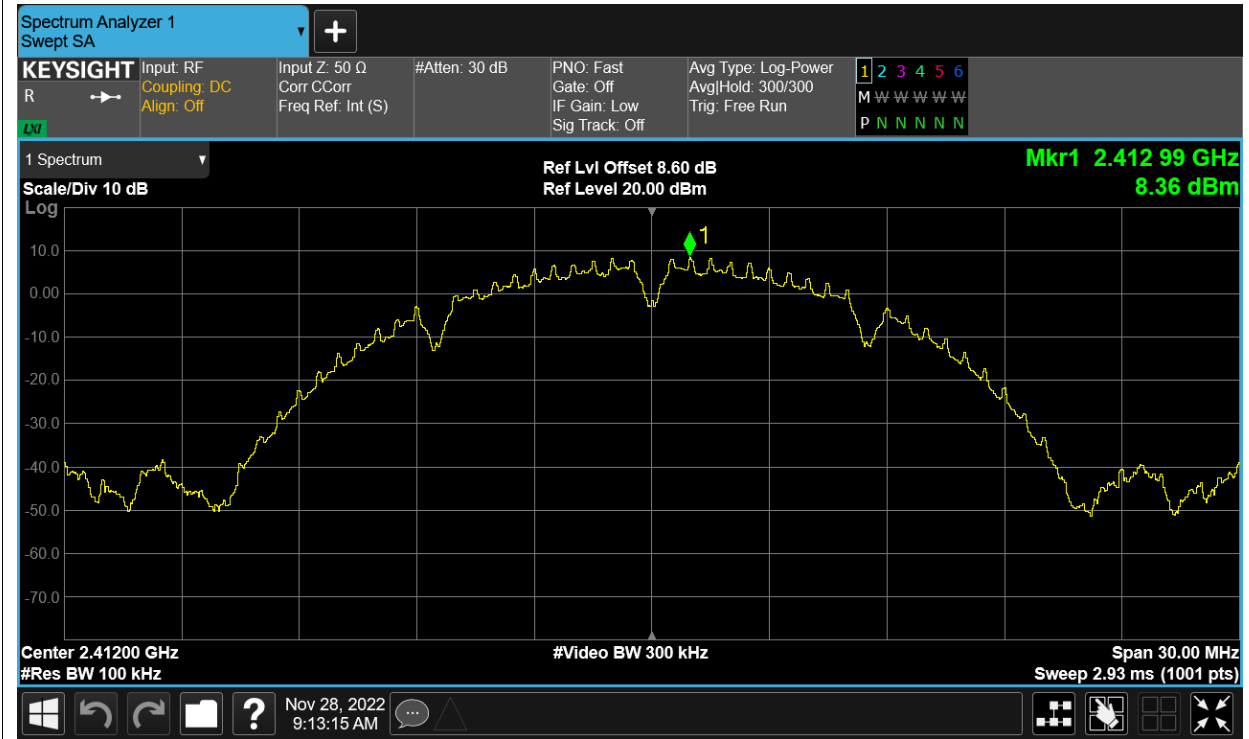 Spectrum Analyzer 1
Swept SA
KEYSIGHT
R
LXI
Input: RF
Coupling: DC
Align: Off
Input Z: 50 Ω
Corr CCorr
Freq Ref: Int (S)
#Atten: 30 dB
PNO: Fast
Gate: Off
IF Gain: Low
Sig Track: Off
Avg Type: Log-Power
Avg|Hold: 300/300
Trig: Free Run
1 2 3 4 5 6
M W W W W W
P N N N N N
1 Spectrum
Scale/Div 10 dB
Log
Ref Lvl Offset 8.60 dB
Ref Level 20.00 dBm
Mkr1 2.412 99 GHz
8.36 dBm
1
10.0
0.00
-10.0
-20.0
-30.0
-40.0
-50.0
-60.0
-70.0
Center 2.41200 GHz
#Res BW 100 kHz
#Video BW 300 kHz
Span 30.00 MHz
Sweep 2.93 ms (1001 pts)
?
Nov 28, 2022
9:13:15 AM